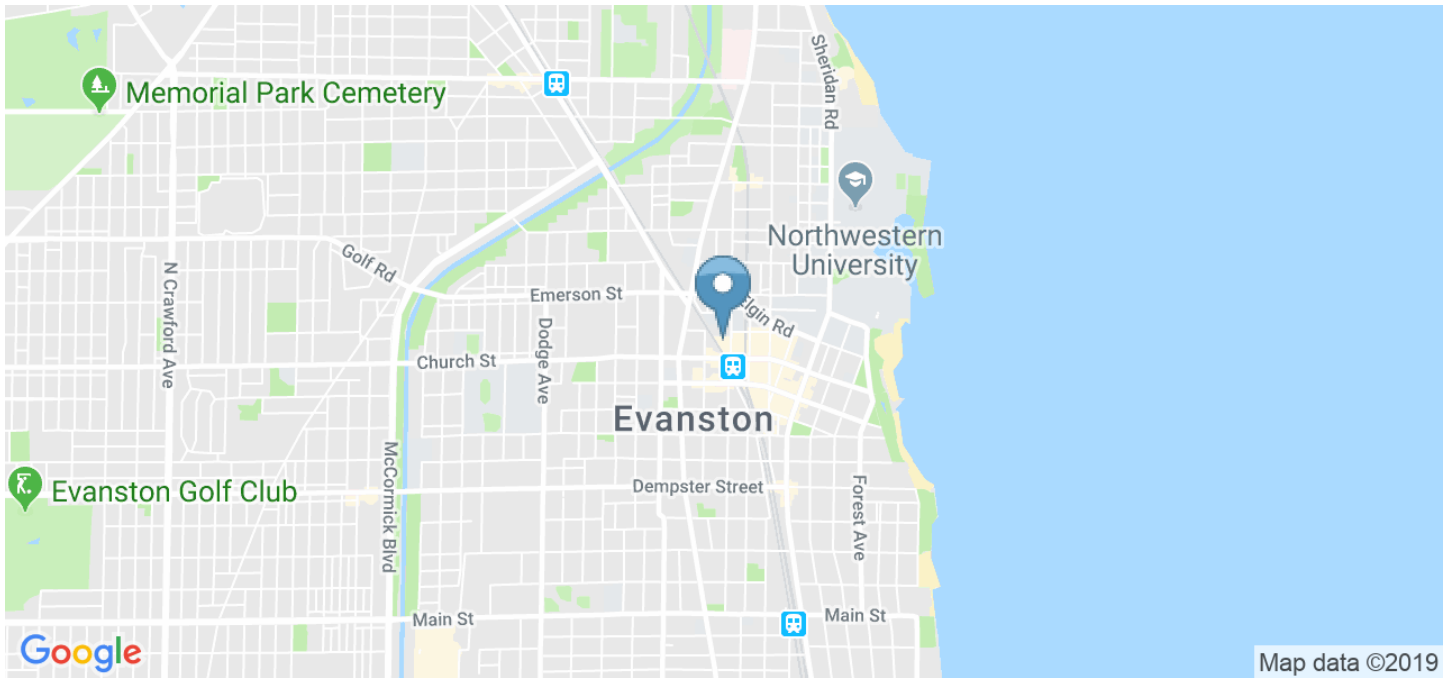 Sheridan Rd
Memorial Park Cemetery
Northwestern
University
Golf Rd
N Crawford Ave
Emerson St
Elgin Rd
Dodge Ave
Church St
Evanston
McCormick Blvd
Evanston Golf Club
Dempster Street
Forest Ave
Main St
Main St
Google
Map data ©2019